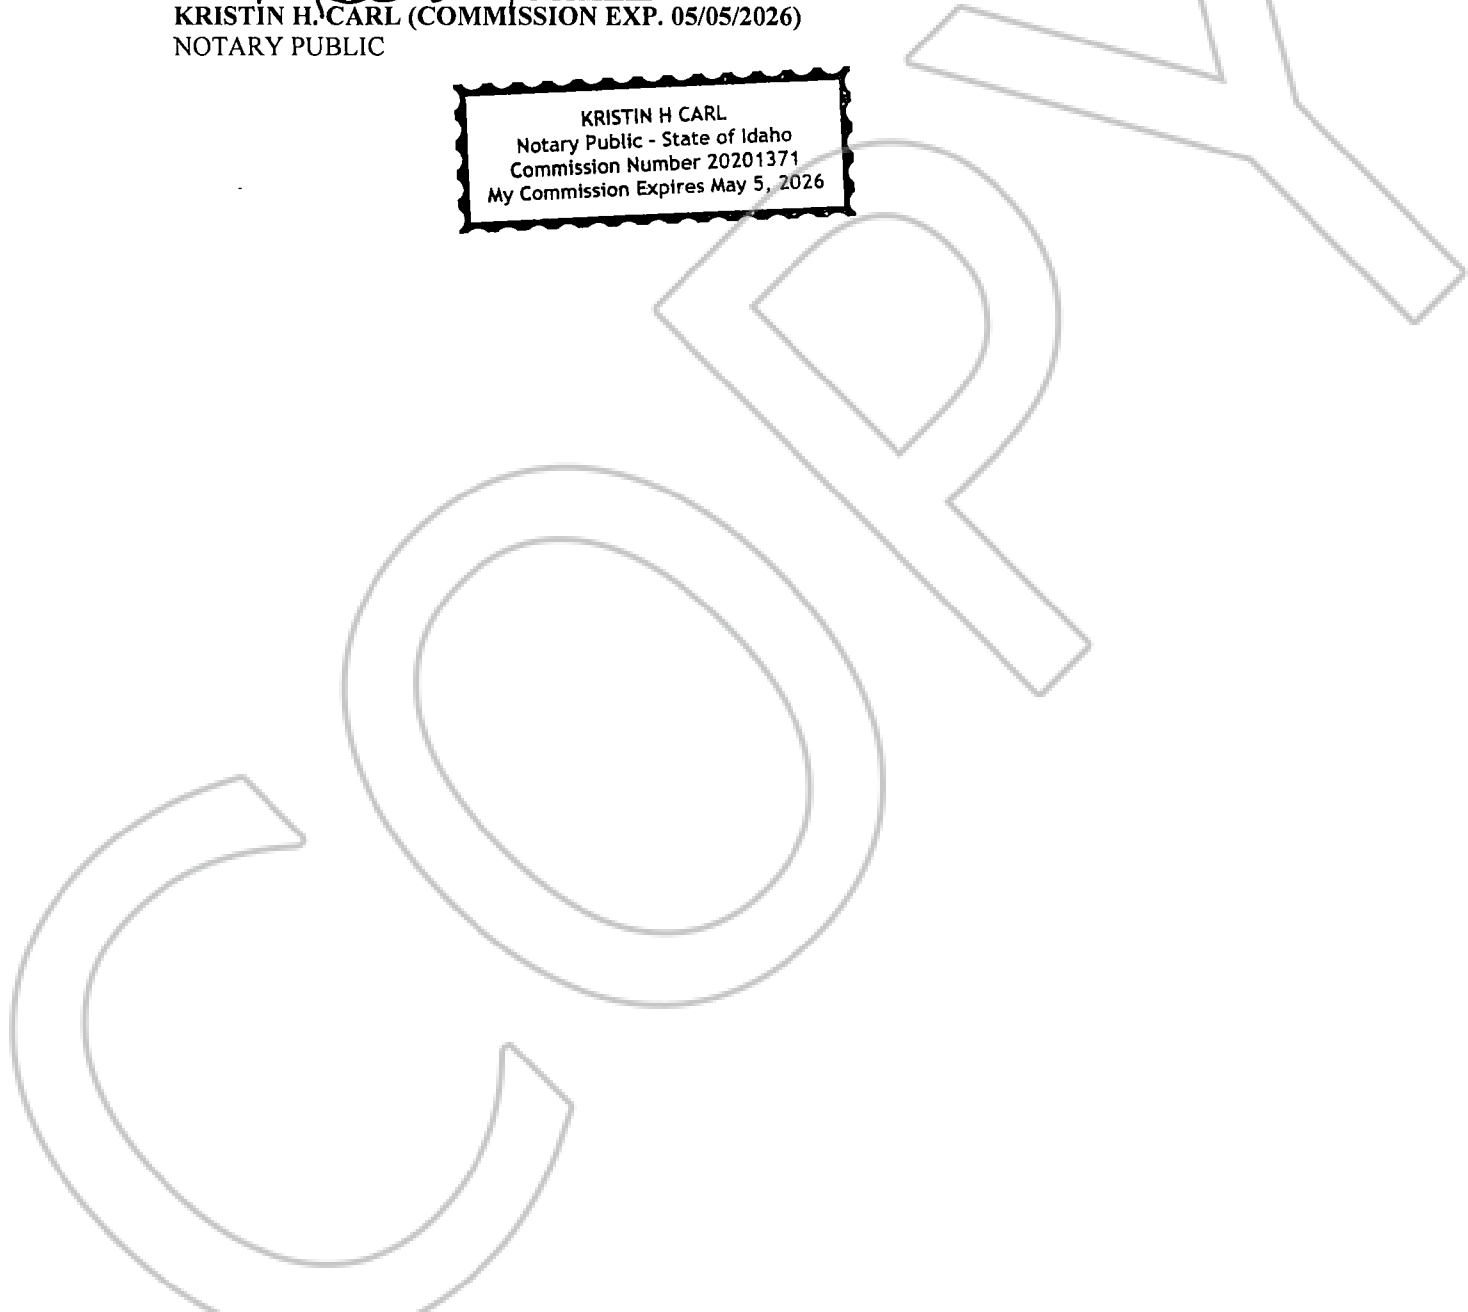 KRISTIN H. CARL (COMMISSION EXP. 05/05/2026)
NOTARY PUBLIC
KRISTIN H CARL
Notary Public - State of Idaho
Commission Number 20201371
My Commission Expires May 5, 2026
COPY